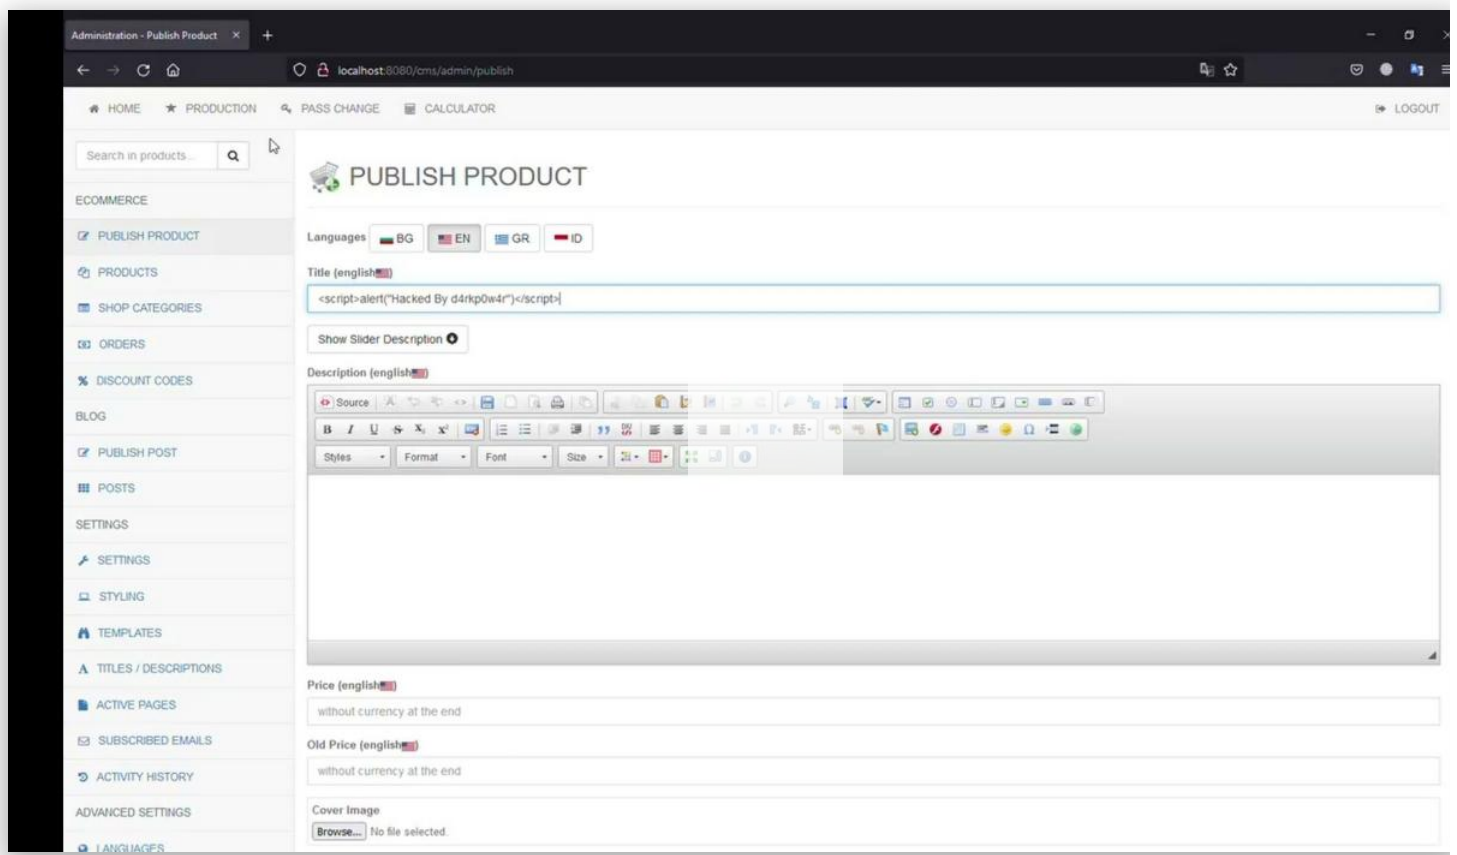 Administration - Publish Product
localhost:8080/cms/admin/publish
HOME PRODUCTION PASS CHANGE CALCULATOR LOGOUT
Search in products...
ECOMMERCE
PUBLISH PRODUCT
PRODUCTS
SHOP CATEGORIES
ORDERS
DISCOUNT CODES
BLOG
PUBLISH POST
POSTS
SETTINGS
SETTINGS
STYLING
TEMPLATES
TITLES / DESCRIPTIONS
ACTIVE PAGES
SUBSCRIBED EMAILS
ACTIVITY HISTORY
ADVANCED SETTINGS
LANGUAGES
PUBLISH PRODUCT
Languages BG EN GR ID
Title (english)
<script>alert("Hacked By d4rkp0w4r")</script>
Show Slider Description
Description (english)
Source
Styles Format Font Size
Price (english)
without currency at the end
Old Price (english)
without currency at the end
Cover Image
Browse... No file selected.